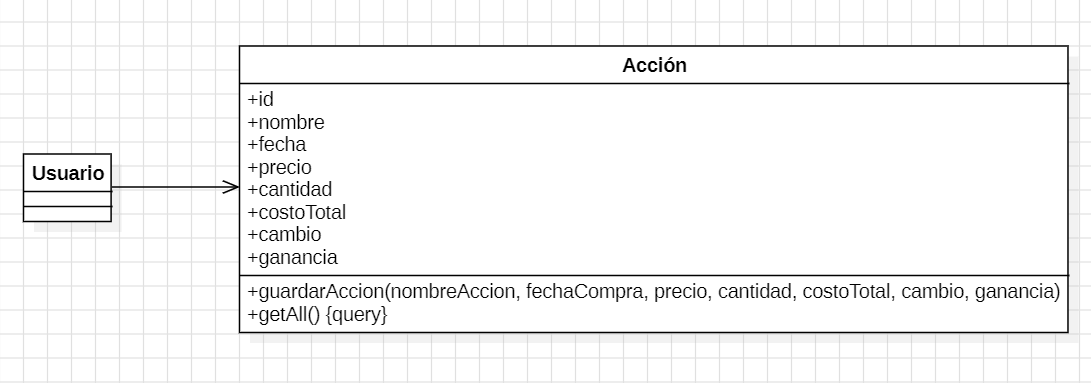 Acción
+id
+nombre
+fecha
+precio
+cantidad
+costoTotal
+cambio
+ganancia
+guardarAccion(nombreAccion, fechaCompra, precio, cantidad, costoTotal, cambio, ganancia)
+getAll() {query}
Usuario